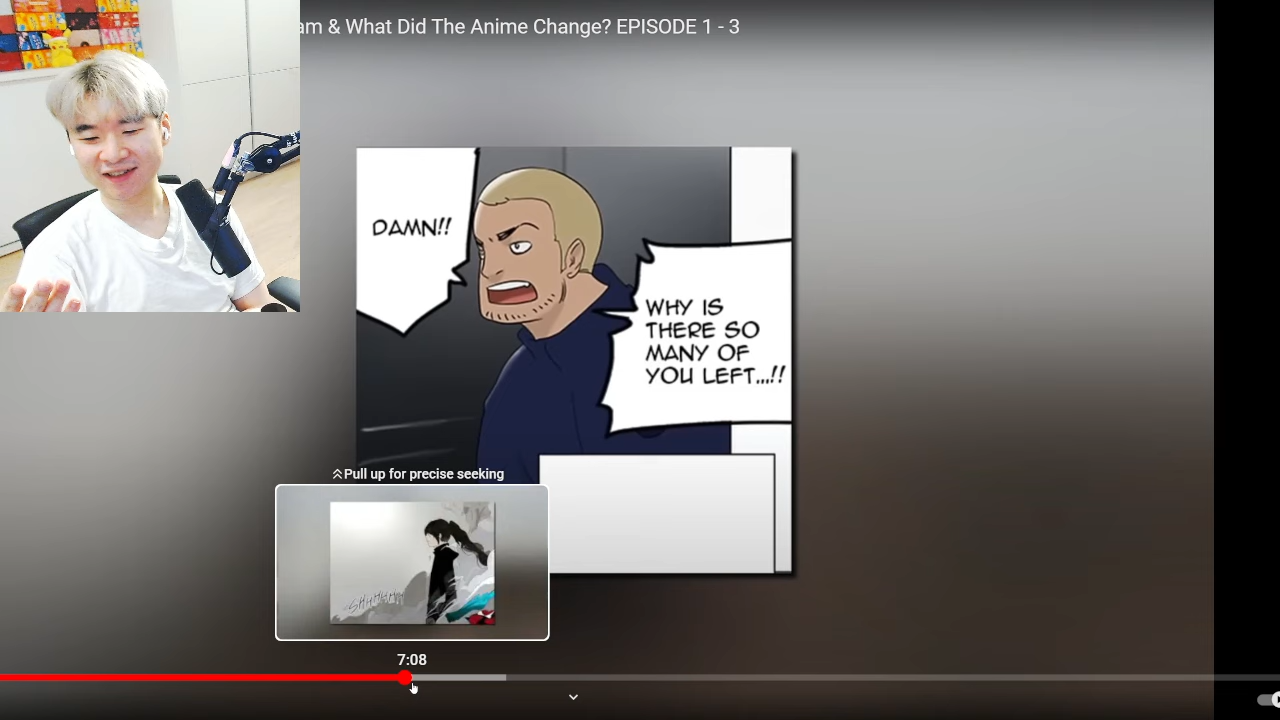 am & What Did The Anime Change? EPISODE 1 - 3
DAMN!!
WHY IS
THERE SO
MANY OF
YOU LEFT...!!
Pull up for precise seeking
7:08